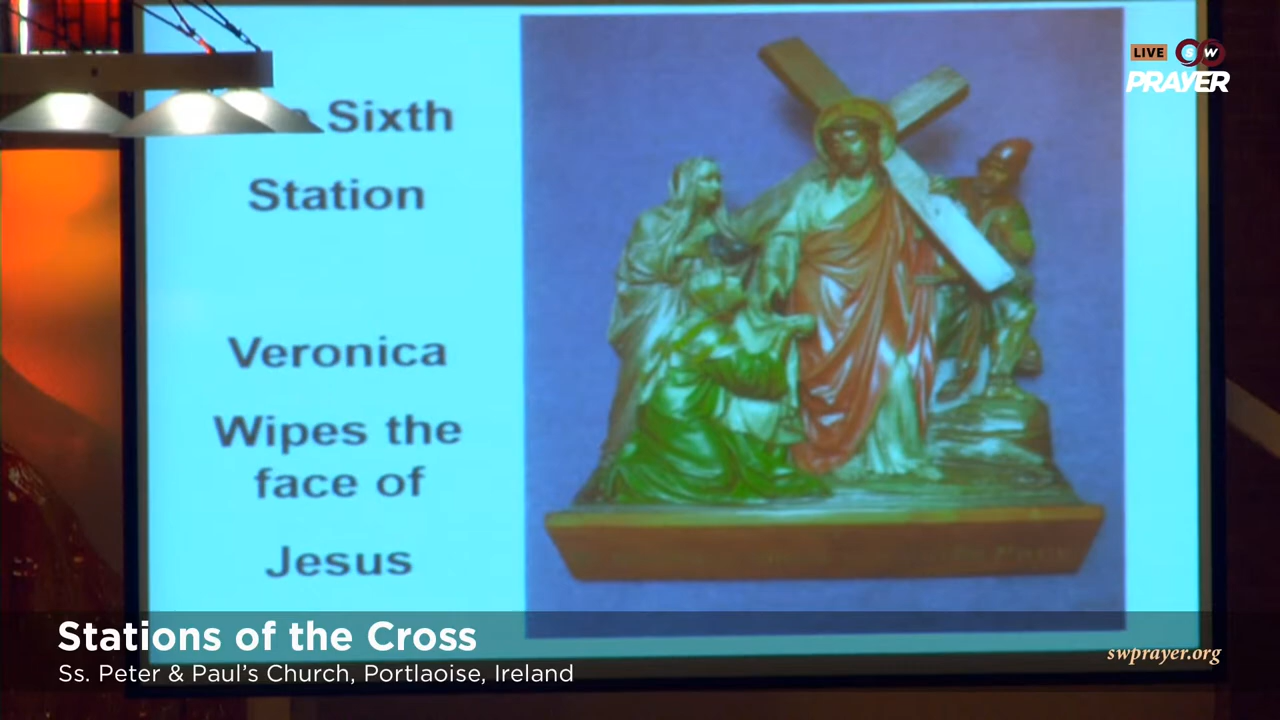 Sixth
Station
Veronica
Wipes the
face of
Jesus
LIVE
S W
PRAYER
Stations of the Cross
Ss. Peter & Paul's Church, Portlaoise, Ireland
swprayer.org